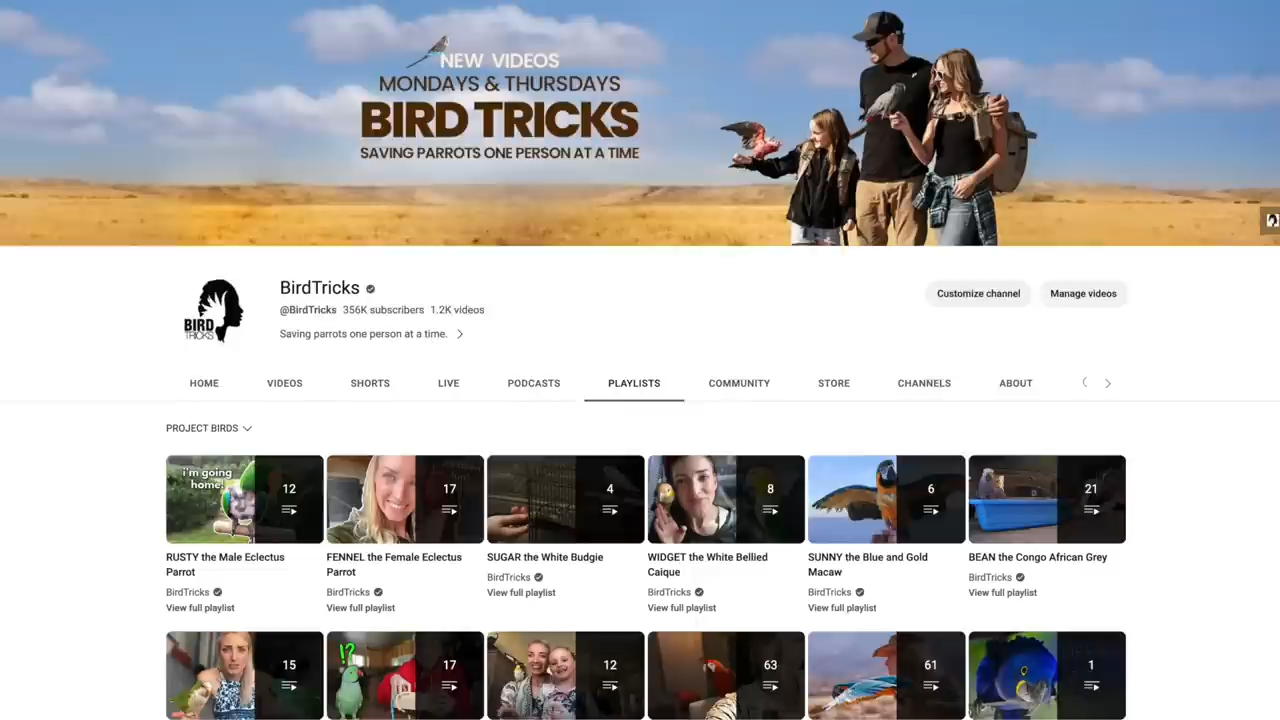 NEW VIDEOS
MONDAYS & THURSDAYS
BIRD TRICKS
SAVING PARROTS ONE PERSON AT A TIME
BIRD
TRICKS
BirdTricks
@BirdTricks 356K subscribers 1.2K videos
Saving parrots one person at a time.
Customize channel
Manage videos
HOME VIDEOS SHORTS LIVE PODCASTS PLAYLISTS COMMUNITY STORE CHANNELS ABOUT
PROJECT BIRDS
i'm going
home!
12
RUSTY the Male Eclectus
Parrot
BirdTricks
View full playlist
17
FENNEL the Female Eclectus
Parrot
BirdTricks
View full playlist
4
SUGAR the White Budgie
BirdTricks
View full playlist
8
WIDGET the White Bellied
Caique
BirdTricks
View full playlist
6
SUNNY the Blue and Gold
Macaw
BirdTricks
View full playlist
21
BEAN the Congo African Grey
BirdTricks
View full playlist
15
!?
17
12
63
61
1